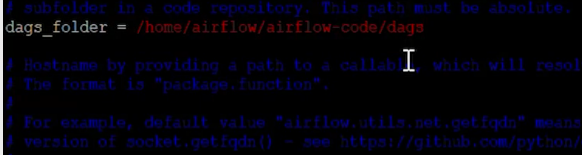 # subfolder in a code repository. This path must be absolute.
dags_folder = /home/airflow/airflow-code/dags
# Hostname by providing a path to a callable, which will resol
# The format is "package.function".
#
# For example, default value "airflow.utils.net.getfqdn" means
# version of socket.getfqdn() - see https://github.com/python/